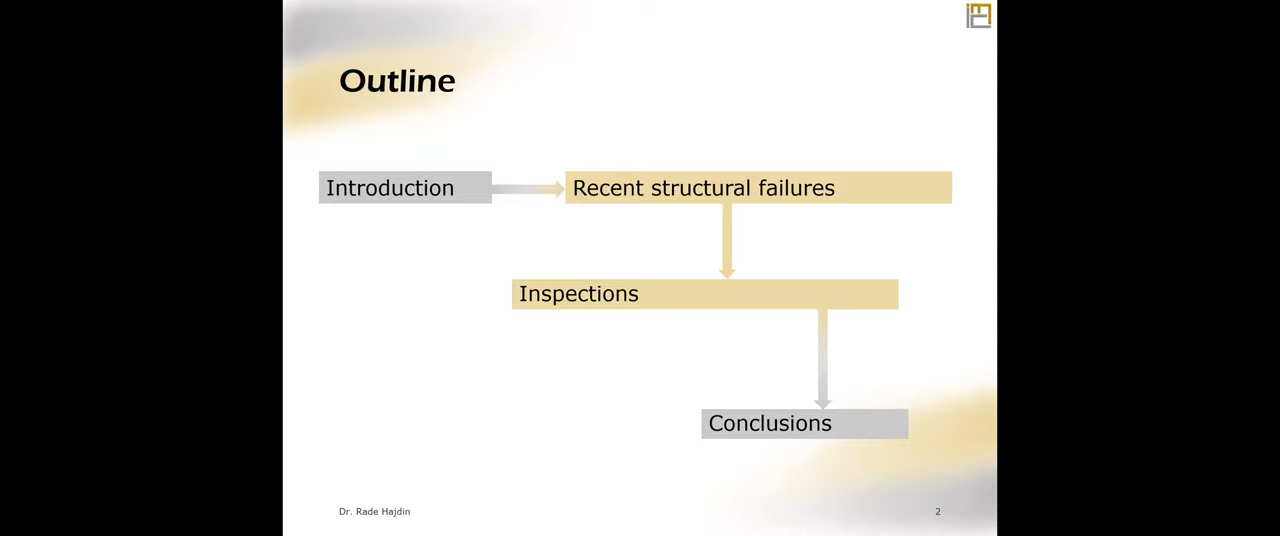 Outline
Introduction
Recent structural failures
Inspections
Conclusions
Dr. Rade Hajdin
2